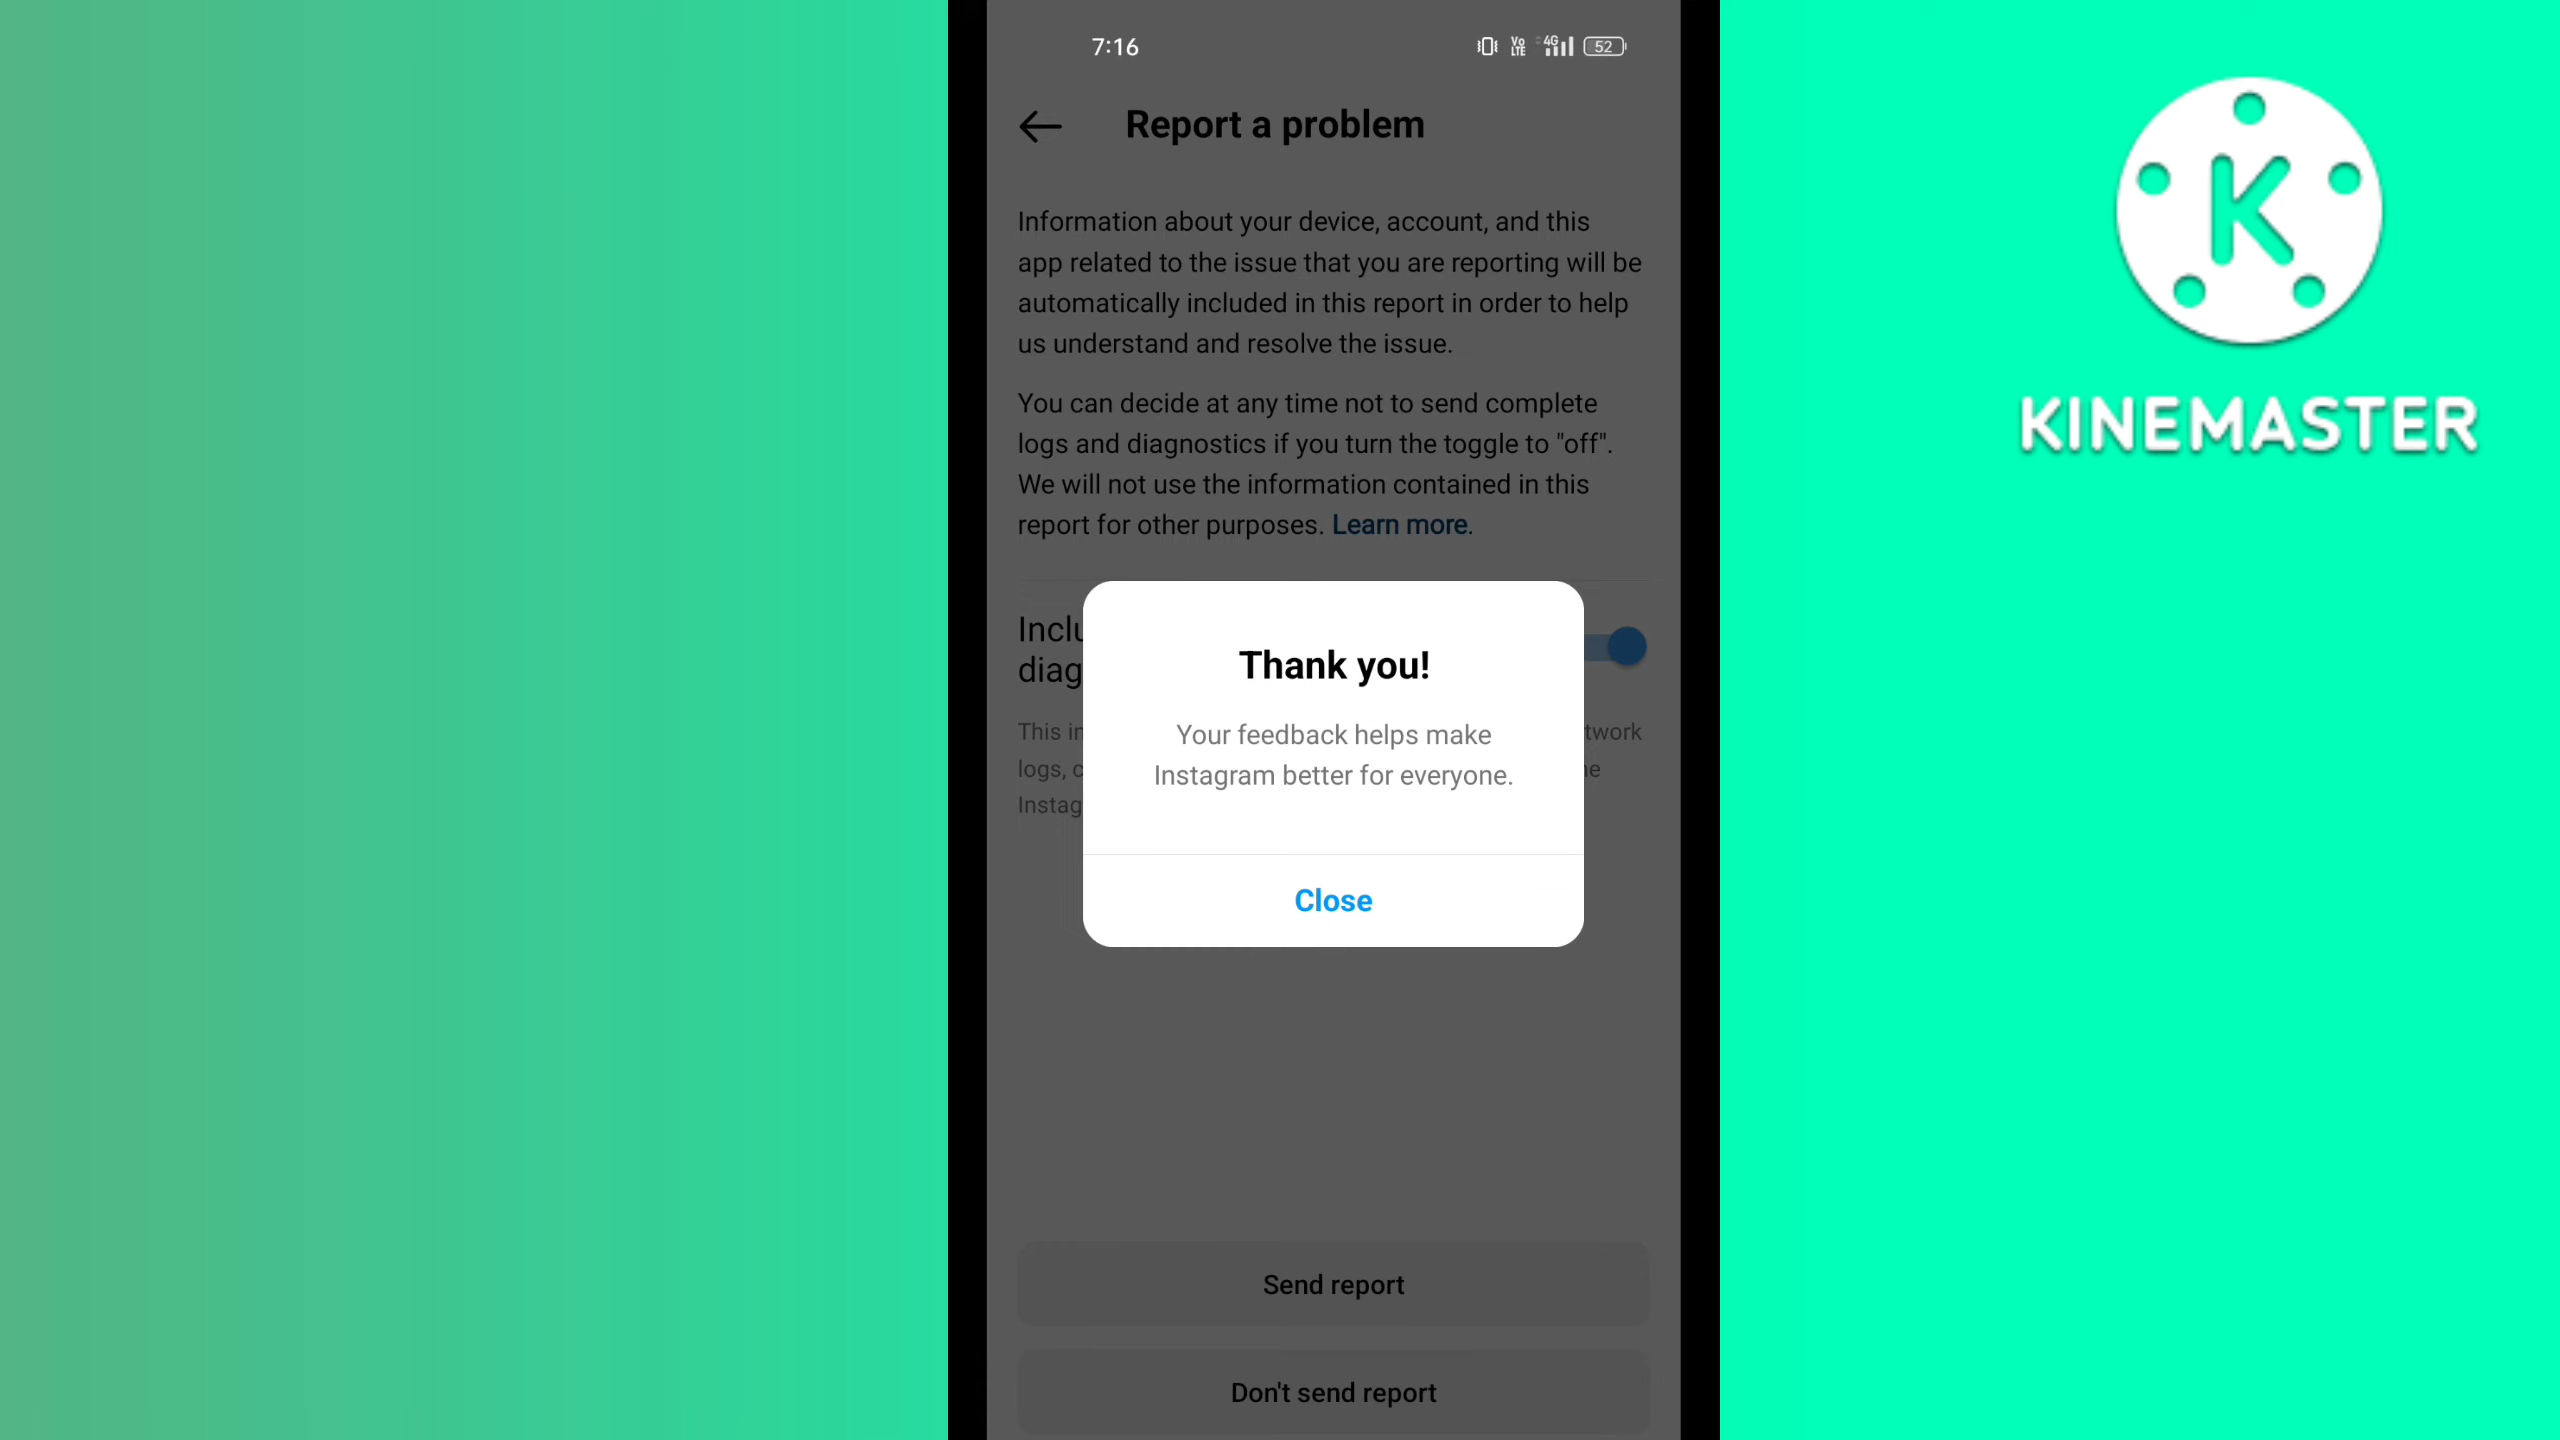 7:16
Vo LTE
4G
52
Report a problem
Information about your device, account, and this
app related to the issue that you are reporting will be
automatically included in this report in order to help
us understand and resolve the issue.
You can decide at any time not to send complete
logs and diagnostics if you turn the toggle to "off".
We will not use the information contained in this
report for other purposes. Learn more.
Thank you!
Your feedback helps make
Instagram better for everyone.
Close
Send report
Don't send report
K
KINEMASTER